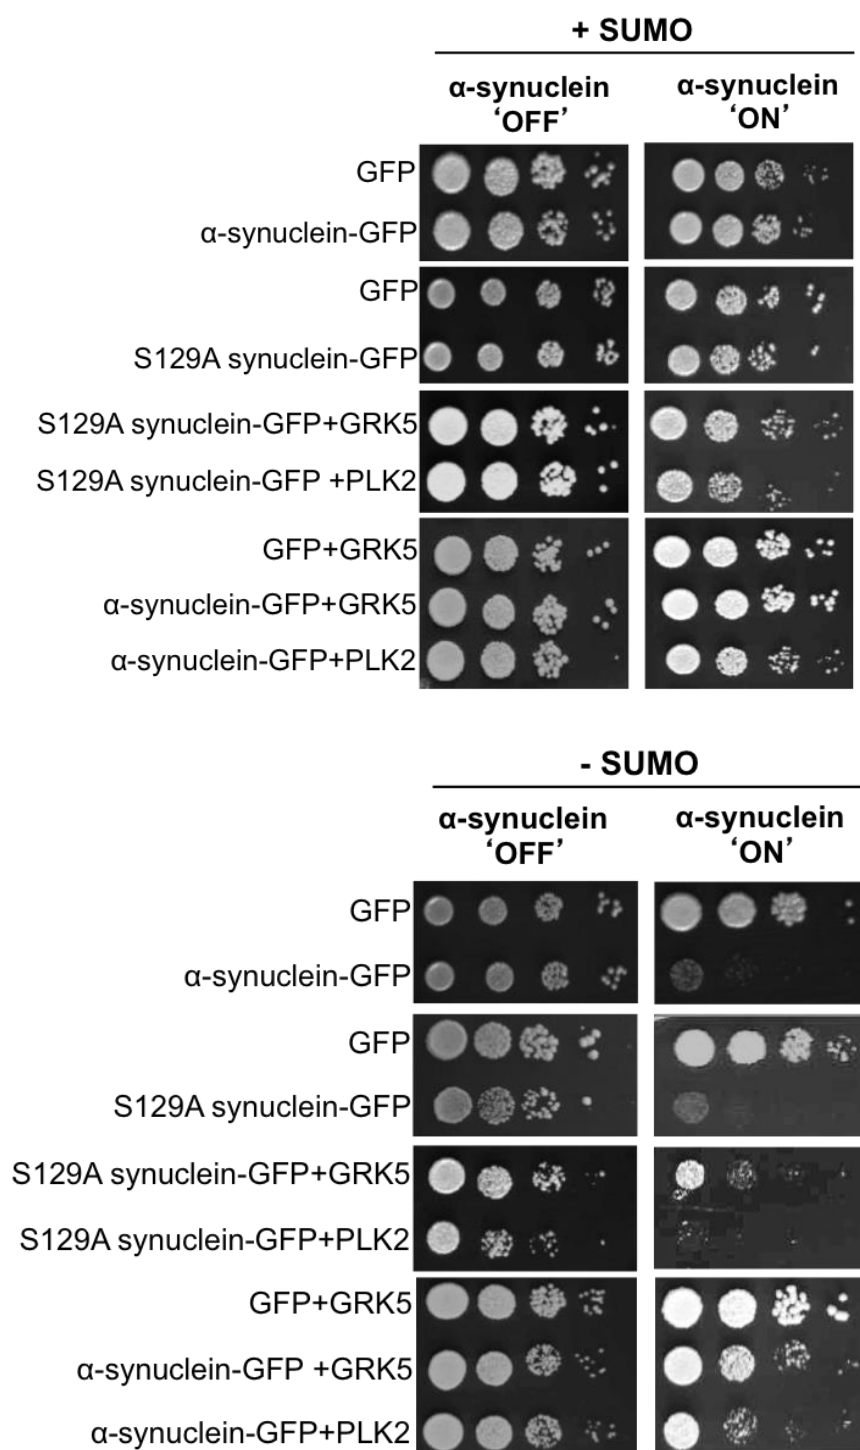 + SUMO
α-synuclein
‘OFF’
α-synuclein
‘ON’
GFP
α-synuclein-GFP
GFP
S129A synuclein-GFP
S129A synuclein-GFP+GRK5
S129A synuclein-GFP +PLK2
GFP+GRK5
α-synuclein-GFP+GRK5
α-synuclein-GFP+PLK2
- SUMO
α-synuclein
‘OFF’
α-synuclein
‘ON’
GFP
α-synuclein-GFP
GFP
S129A synuclein-GFP
S129A synuclein-GFP+GRK5
S129A synuclein-GFP+PLK2
GFP+GRK5
α-synuclein-GFP +GRK5
α-synuclein-GFP+PLK2